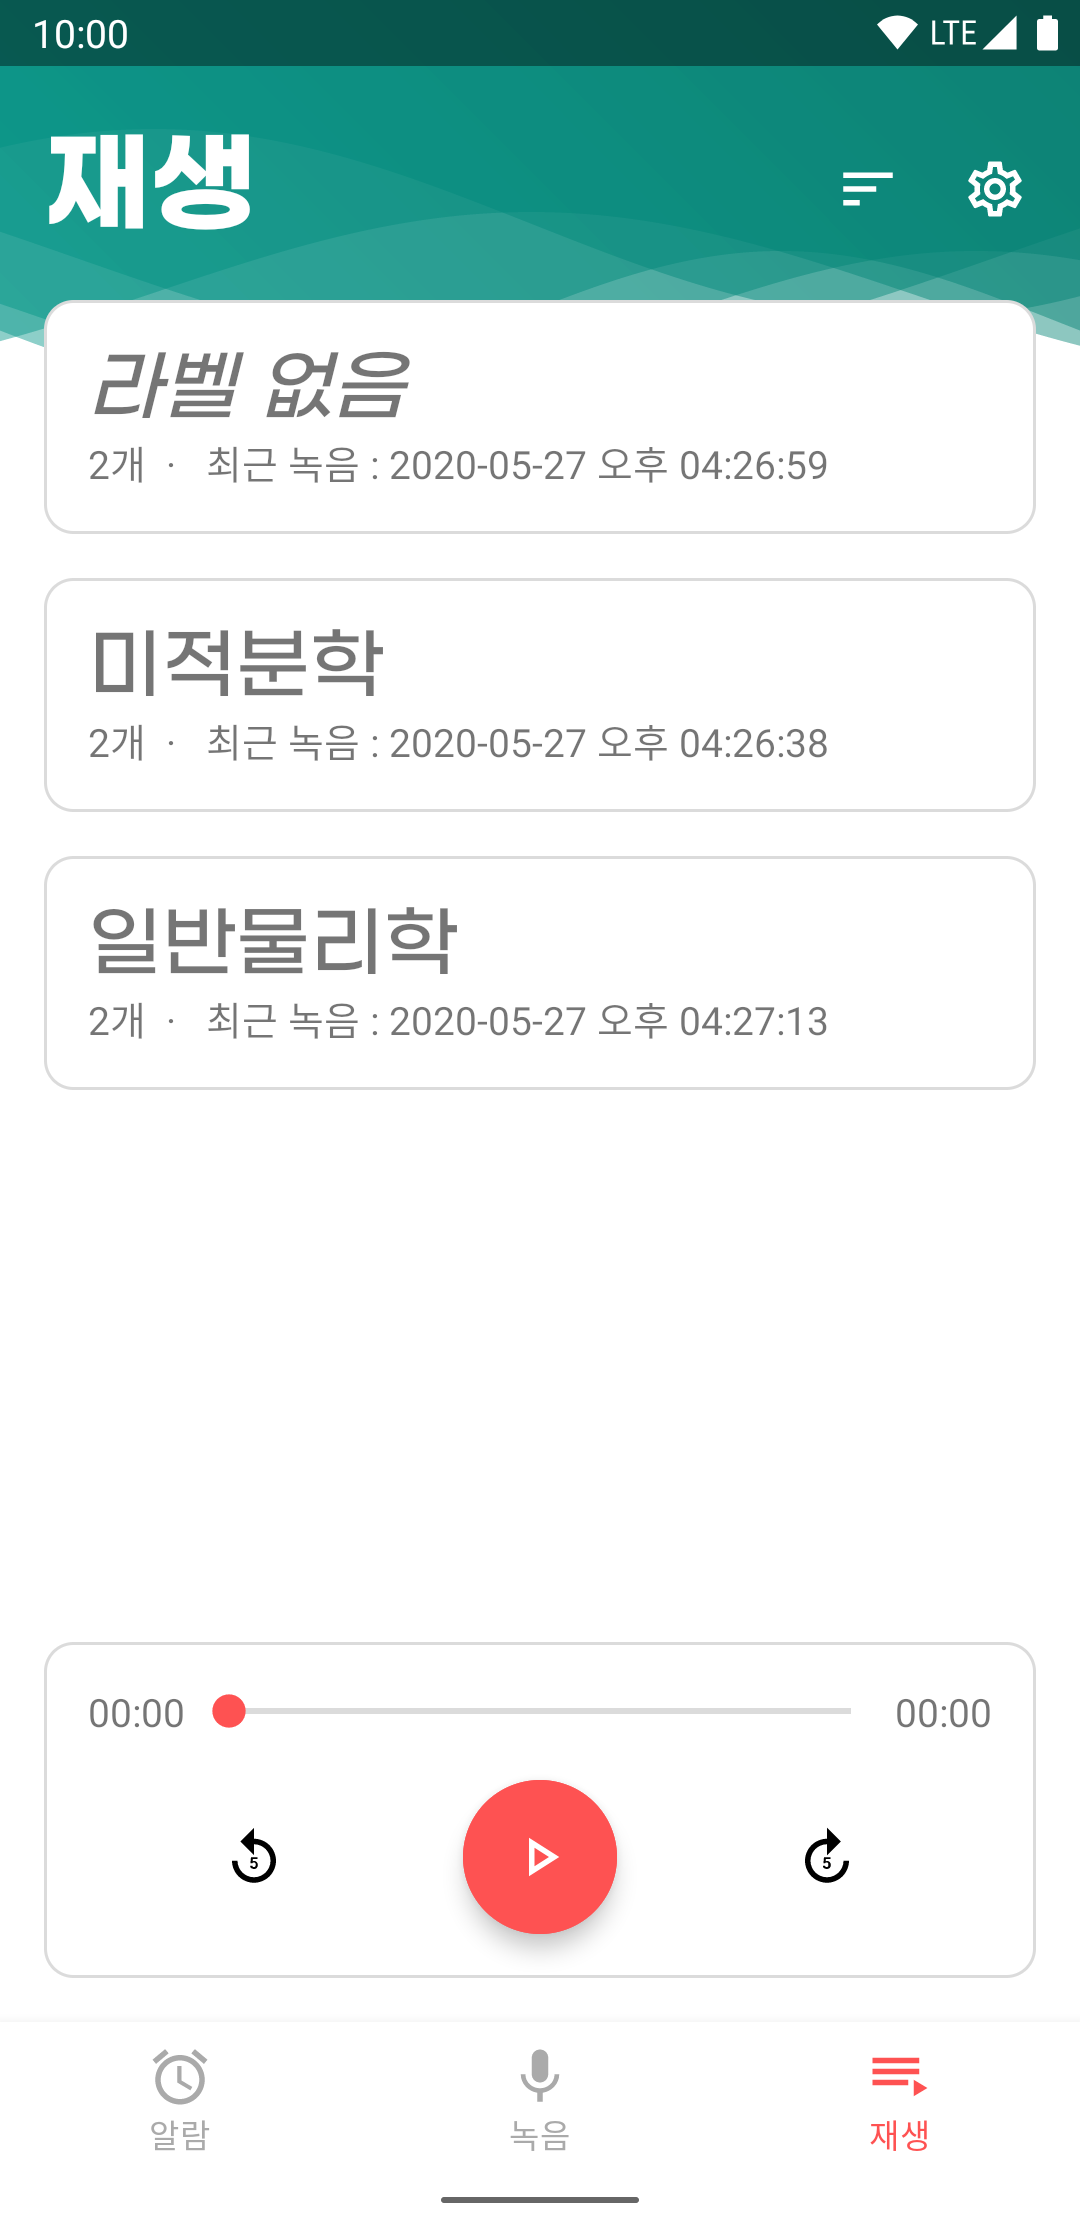 10:00 LTE
재생
라벨 없음
2개 · 최근 녹음 : 2020-05-27 오후 04:26:59
미적분학
2개 · 최근 녹음 : 2020-05-27 오후 04:26:38
일반물리학
2개 · 최근 녹음 : 2020-05-27 오후 04:27:13
00:00 00:00
5 5
알람 녹음 재생